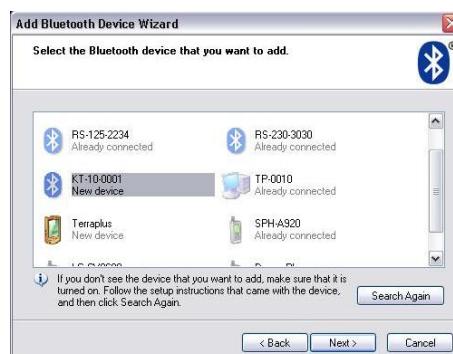 Add Bluetooth Device Wizard
Select the Bluetooth device that you want to add.
RS-125-2234
Already connected
RS-230-3030
Already connected
KT-10-0001
New device
TP-0010
Already connected
Terraplus
New device
SPH-A920
Already connected
If you don't see the device that you want to add, make sure that it is
turned on. Follow the setup instructions that came with the device,
and then click Search Again.
Search Again
< Back
Next >
Cancel